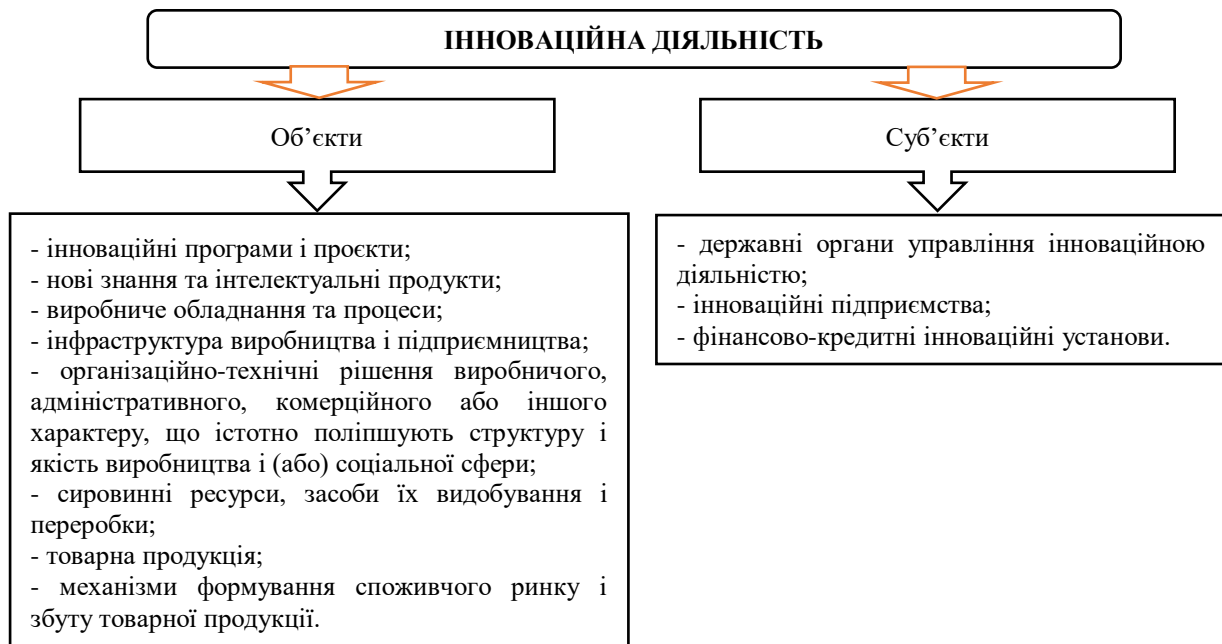 ІННОВАЦІЙНА ДІЯЛЬНІСТЬ
Об’єкти
Суб’єкти
- інноваційні програми і проєкти;
- нові знання та інтелектуальні продукти;
- виробниче обладнання та процеси;
- інфраструктура виробництва і підприємництва;
- організаційно-технічні рішення виробничого,
адміністративного, комерційного або іншого
характеру, що істотно поліпшують структуру і
якість виробництва і (або) соціальної сфери;
- сировинні ресурси, засоби їх видобування і
переробки;
- товарна продукція;
- механізми формування споживчого ринку і
збуту товарної продукції.
- державні органи управління інноваційною
діяльністю;
- інноваційні підприємства;
- фінансово-кредитні інноваційні установи.